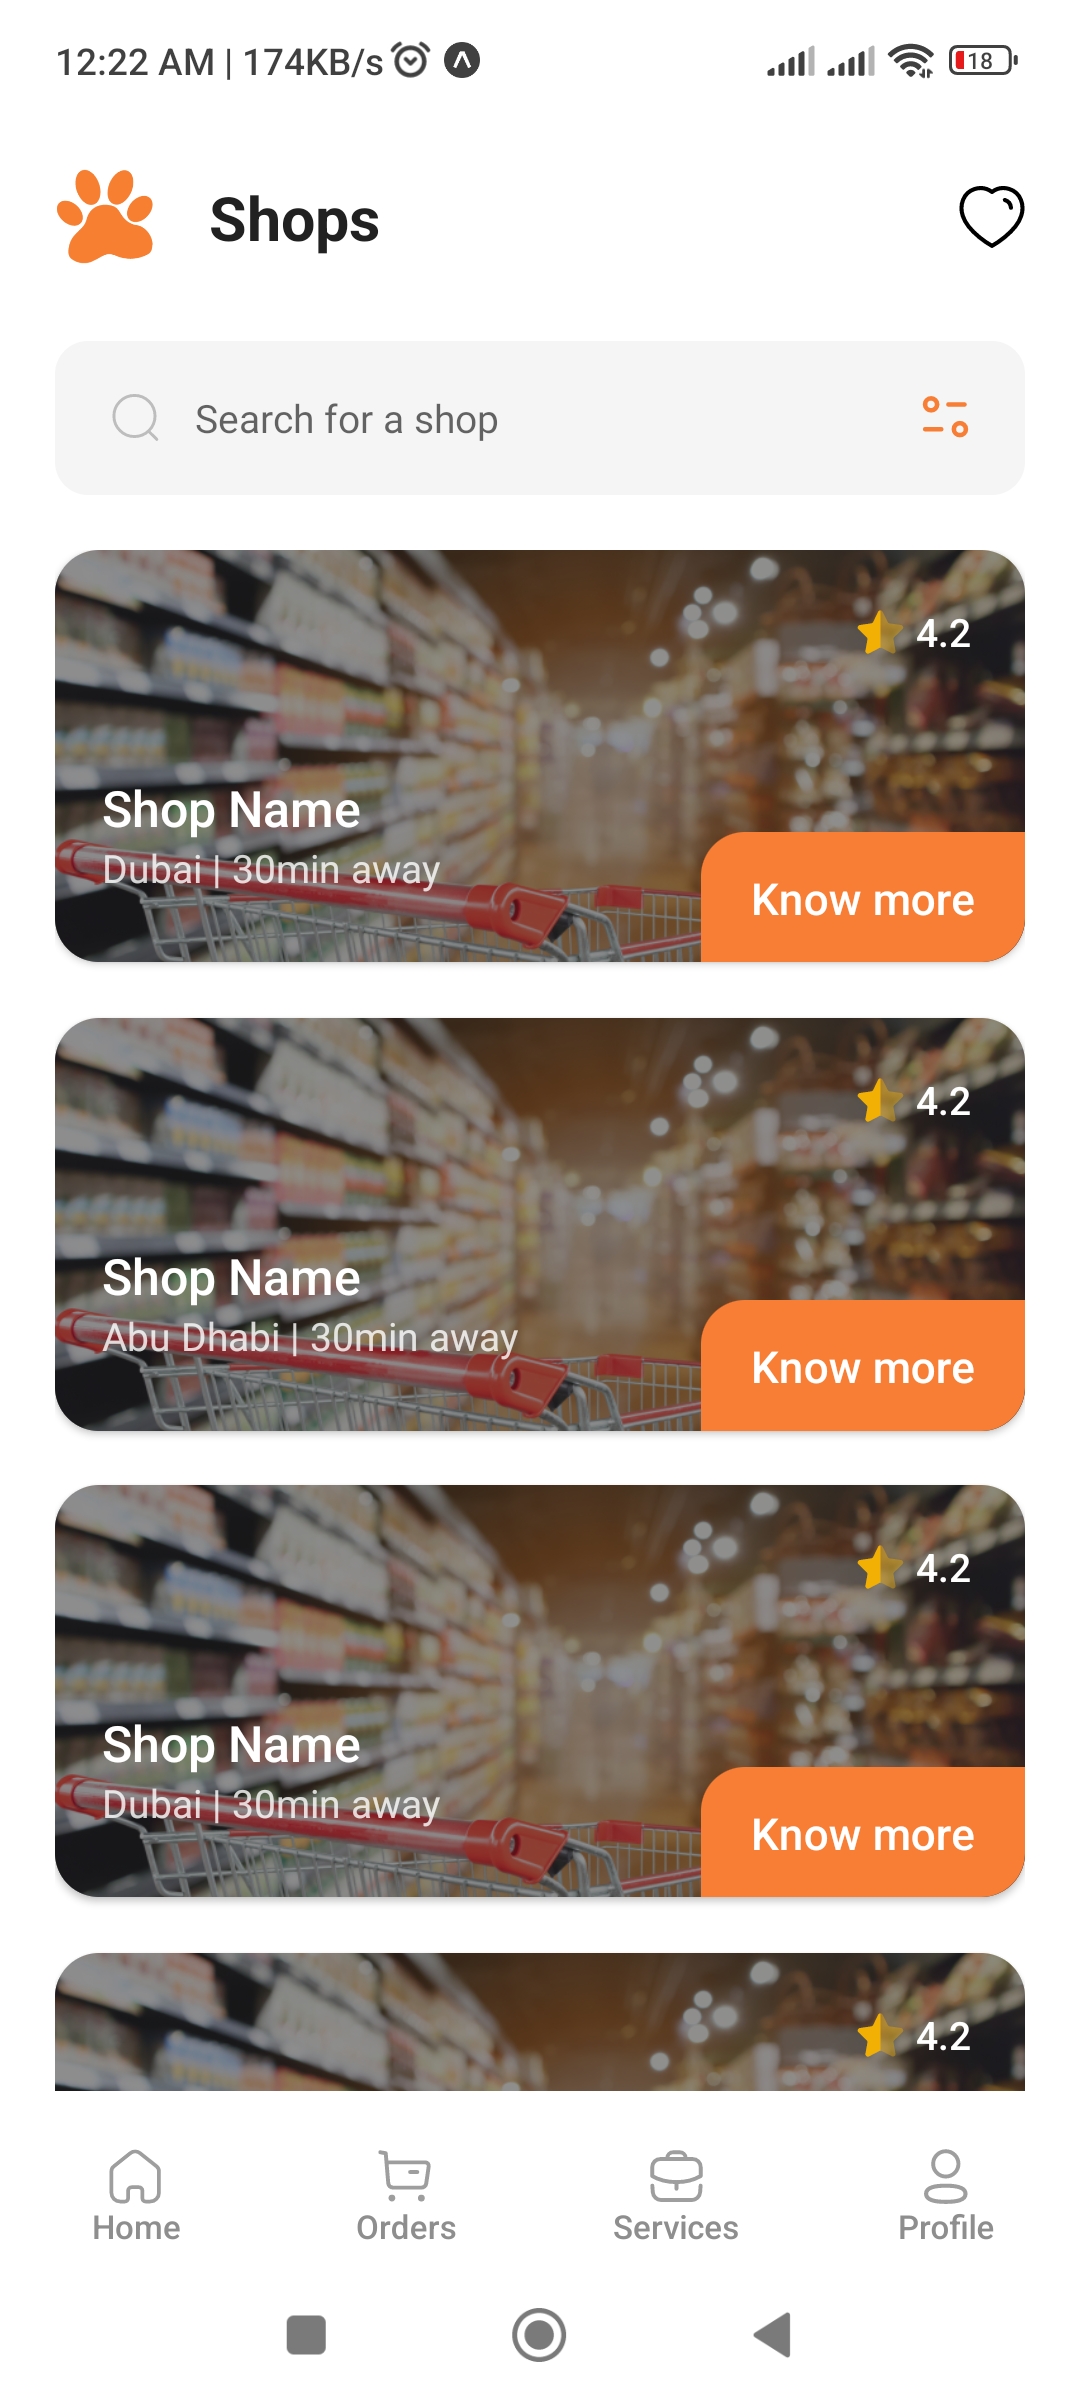 12:22 AM | 174KB/s
18
Shops
Search for a shop
4.2
Shop Name
Dubai | 30min away
Know more
4.2
Shop Name
Abu Dhabi | 30min away
Know more
4.2
Shop Name
Dubai | 30min away
Know more
4.2
Home
Orders
Services
Profile